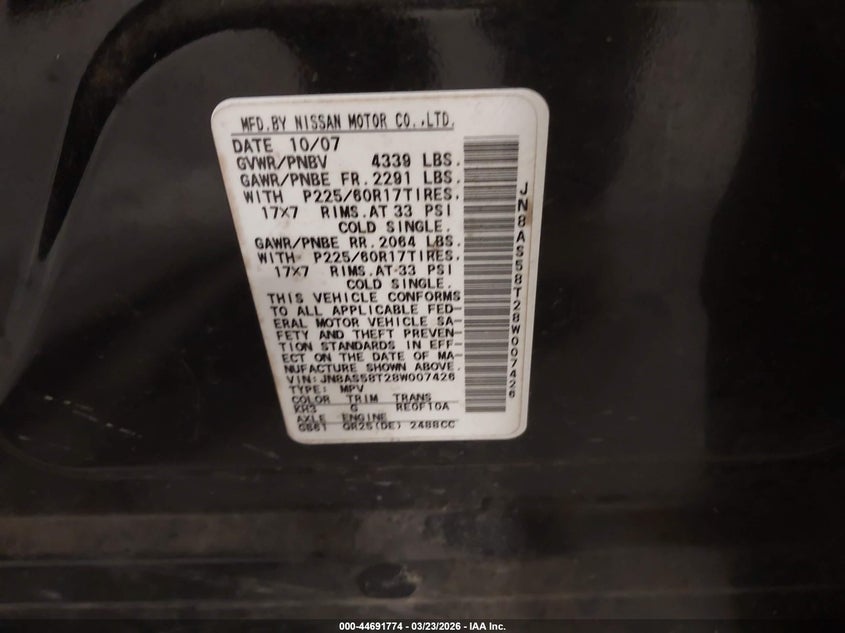 MFD.BY NISSAN MOTOR CO.,LTD.
DATE 10/07
GVWR/PNBV 4339 LBS.
GAWR/PNBE FR.2291 LBS.
WITH P225/60R17TIRES.
17X7 RIMS.AT 33 PSI
COLD SINGLE.
GAWR/PNBE RR.2064 LBS.
WITH P225/60R17TIRES.
17X7 RIMS.AT 33 PSI
COLD SINGLE.
THIS VEHICLE CONFORMS
TO ALL APPLICABLE FED-
ERAL MOTOR VEHICLE SA-
FETY AND THEFT PREVEN-
TION STANDARDS IN EFF-
ECT ON THE DATE OF MA-
NUFACTURE SHOWN ABOVE.
VIN:JN8AS58T28W007426
TYPE: MPV
COLOR TRIM TRANS
KH3 G RE0F10A
AXLE ENGINE
GB61 QR25(DE) 2488CC
JN8AS58T28W007426
000-44691774 — 03/23/2026 - IAA Inc.